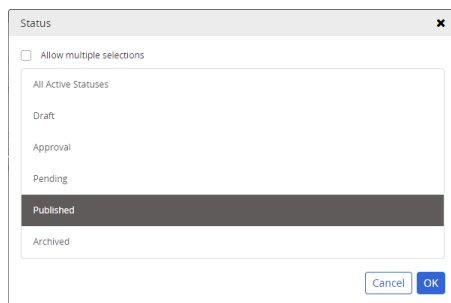 Status
Allow multiple selections
All Active Statuses
Draft
Approval
Pending
Published
Archived
Cancel OK